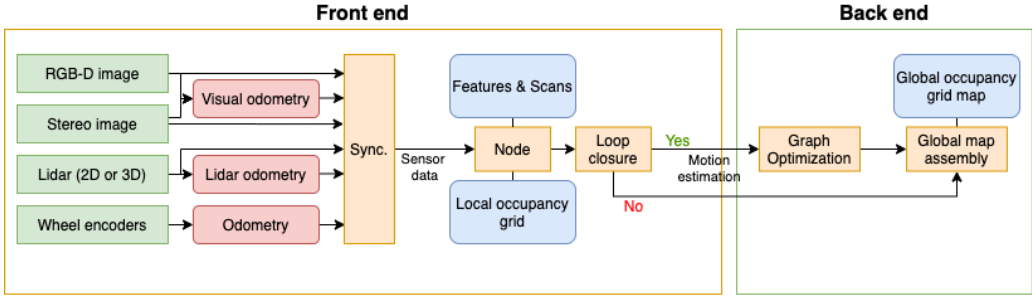 Front end
Back end
RGB-D image
Stereo image
Lidar (2D or 3D)
Wheel encoders
Visual odometry
Lidar odometry
Odometry
Sync.
Sensor
data
Features & Scans
Node
Local occupancy
grid
Loop
closure
Yes
No
Motion
estimation
Graph
Optimization
Global occupancy
grid map
Global map
assembly